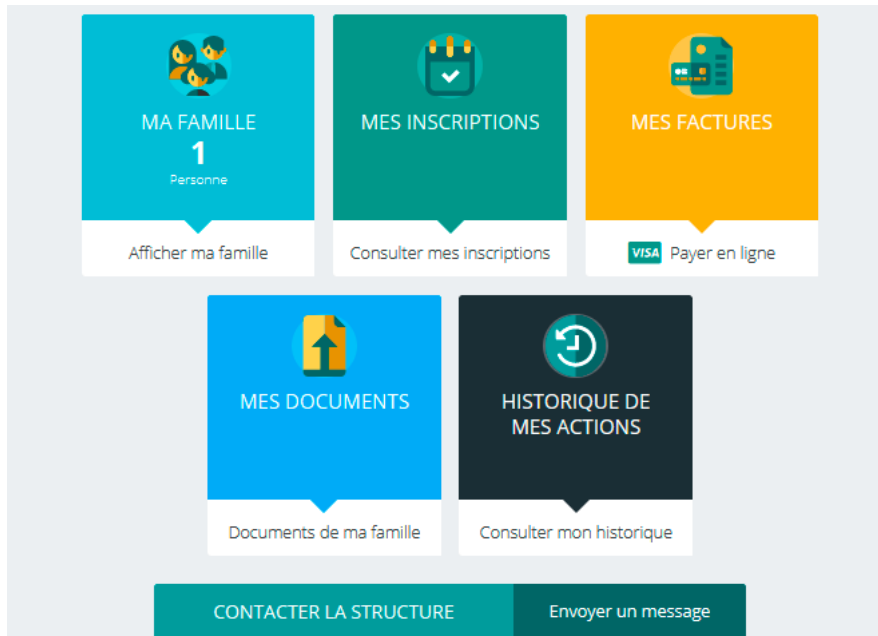 MA FAMILLE
1
Personne
Afficher ma famille
MES INSCRIPTIONS
Consulter mes inscriptions
MES FACTURES
VISA Payer en ligne
MES DOCUMENTS
Documents de ma famille
HISTORIQUE DE
MES ACTIONS
Consulter mon historique
CONTACTER LA STRUCTURE
Envoyer un message